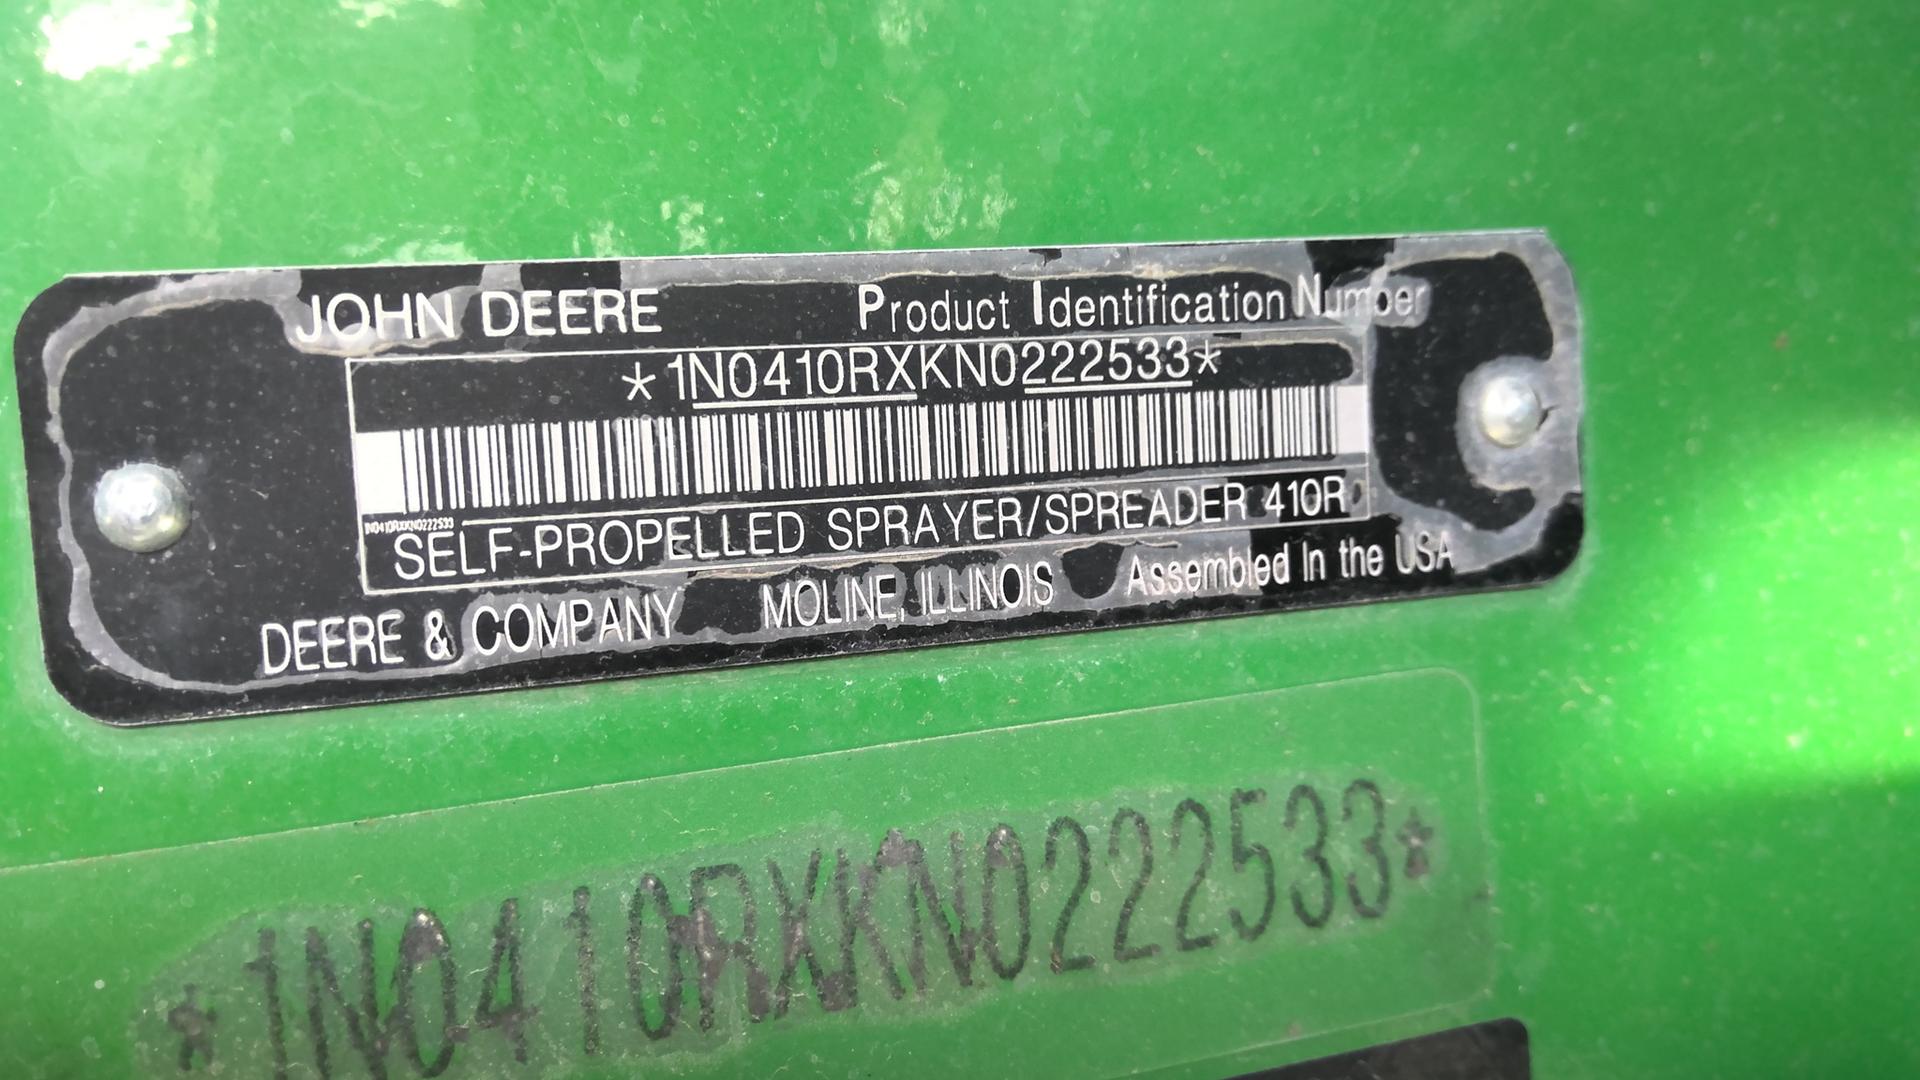 JOHN DEERE Product Identification Number
*1N0410RXKN0222533*
1N0410RXKN0222533
SELF-PROPELLED SPRAYER/SPREADER 410R
DEERE & COMPANY MOLINE, ILLINOIS Assembled In the USA
*1N0410RXKN0222533*